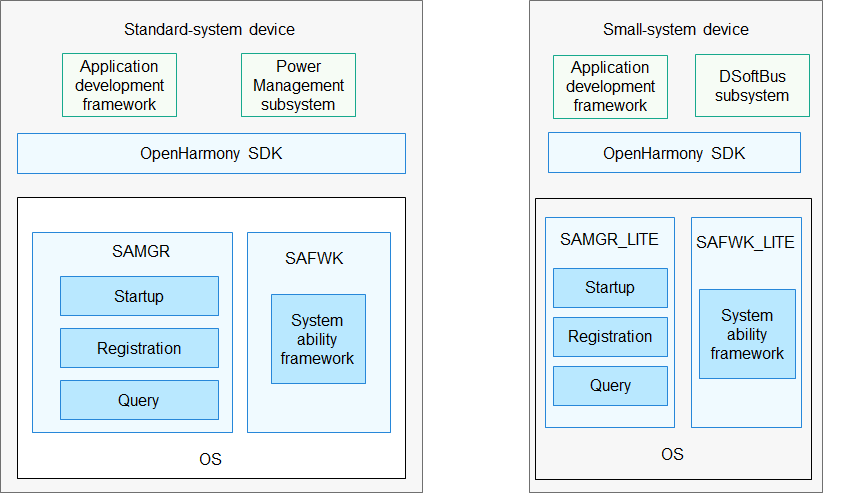 Standard-system device
Application
development
framework
Power
Management
subsystem
OpenHarmony SDK
SAMGR
Startup
Registration
Query
SAFWK
System
ability
framework
OS
Small-system device
Application
development
framework
DSoftBus
subsystem
OpenHarmony SDK
SAMGR_LITE
Startup
Registration
Query
SAFWK_LITE
System
ability
framework
OS